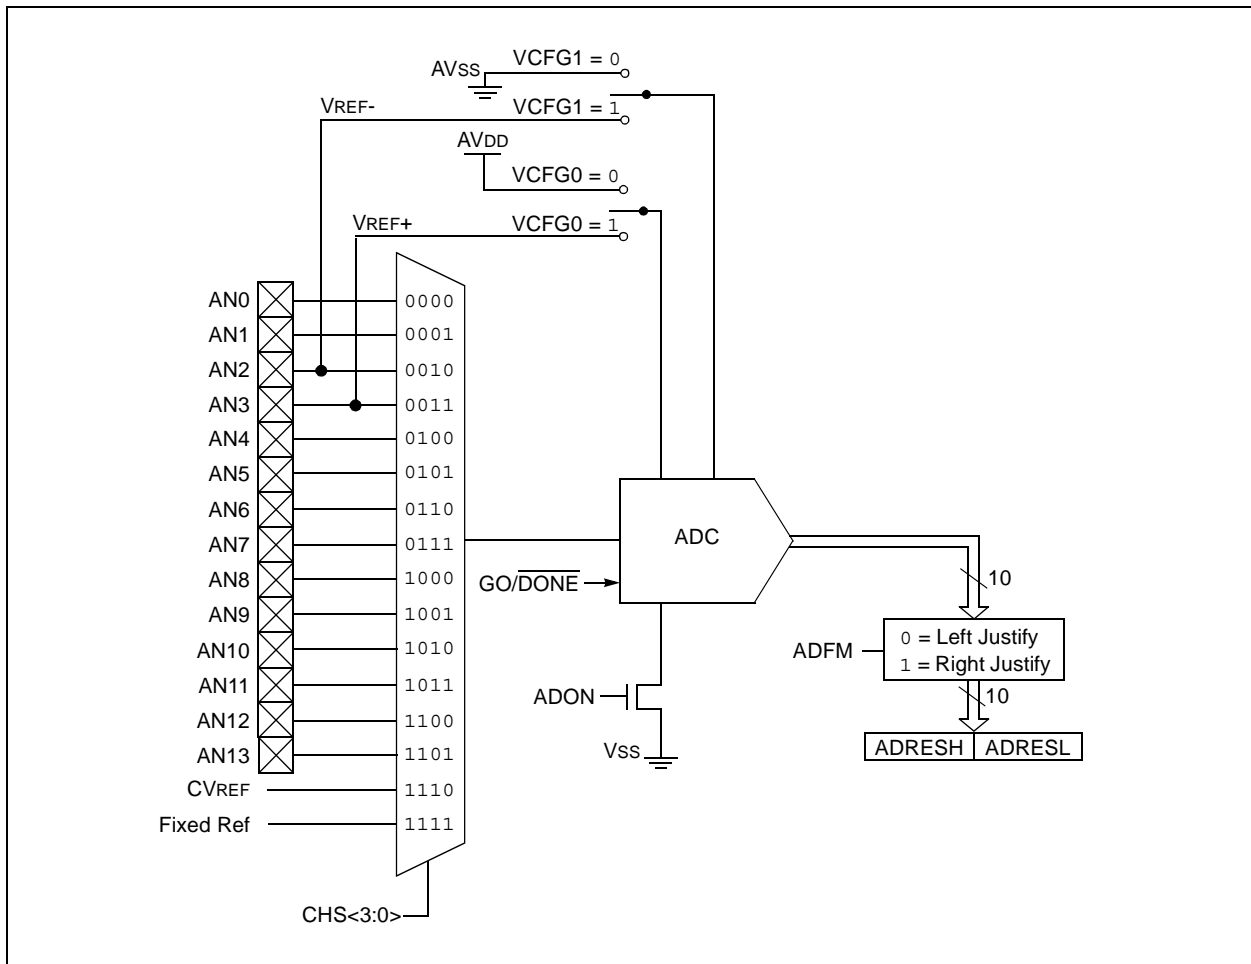 AVSS
VCFG1 = 0
VREF-
VCFG1 = 1
AVDD
VCFG0 = 0
VREF+
VCFG0 = 1
AN0
0000
AN1
0001
AN2
0010
AN3
0011
AN4
0100
AN5
0101
AN6
0110
AN7
0111
AN8
1000
AN9
1001
AN10
1010
AN11
1011
AN12
1100
AN13
1101
CVREF
1110
Fixed Ref
1111
CHS<3:0>
ADC
GO/DONE
ADON
VSS
10
ADFM
0 = Left Justify
1 = Right Justify
10
ADRESH ADRESL